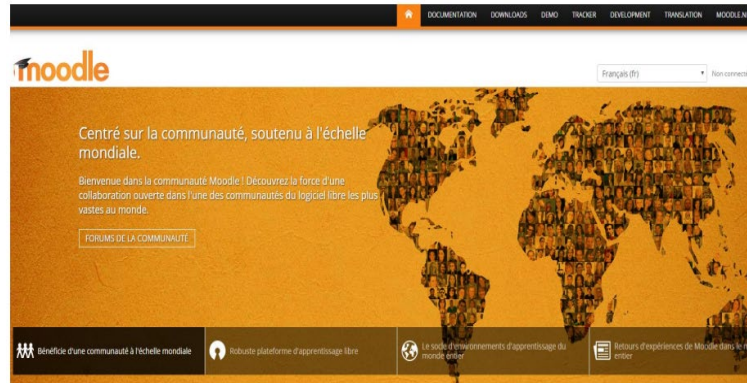 DOCUMENTATION DOWNLOADS DEMO TRACKER DEVELOPMENT TRANSLATION MOODLE.N
moodle
Français (fr) Non connecté
Centré sur la communauté, soutenu à l'échelle
mondiale.
Bienvenue dans la communauté Moodle ! Découvrez la force d'une
collaboration ouverte dans l'une des communautés du logiciel libre les plus
vastes au monde.
FORUMS DE LA COMMUNAUTÉ
Bénéficie d'une communauté à l'échelle mondiale
Robuste plateforme d'apprentissage libre
Le socle d'environnements d'apprentissage du
monde entier
Retours d'expériences de Moodle dans le
entier